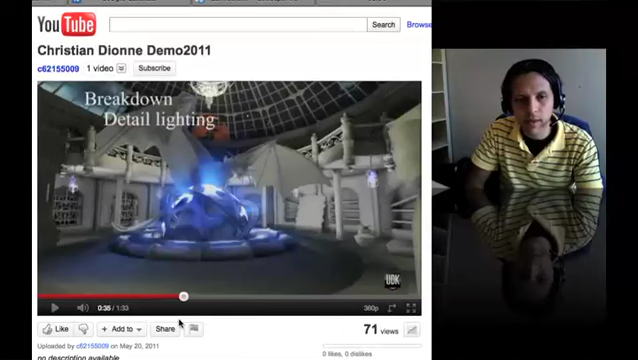 YouTube
Search
Browse
Christian Dionne Demo2011
c62155009 1 video Subscribe
Breakdown
Detail lighting
UDK
0:35 / 1:33
360p
Like
+ Add to
Share
71 views
Uploaded by c62155009 on May 20, 2011
0 likes, 0 dislikes
no description available